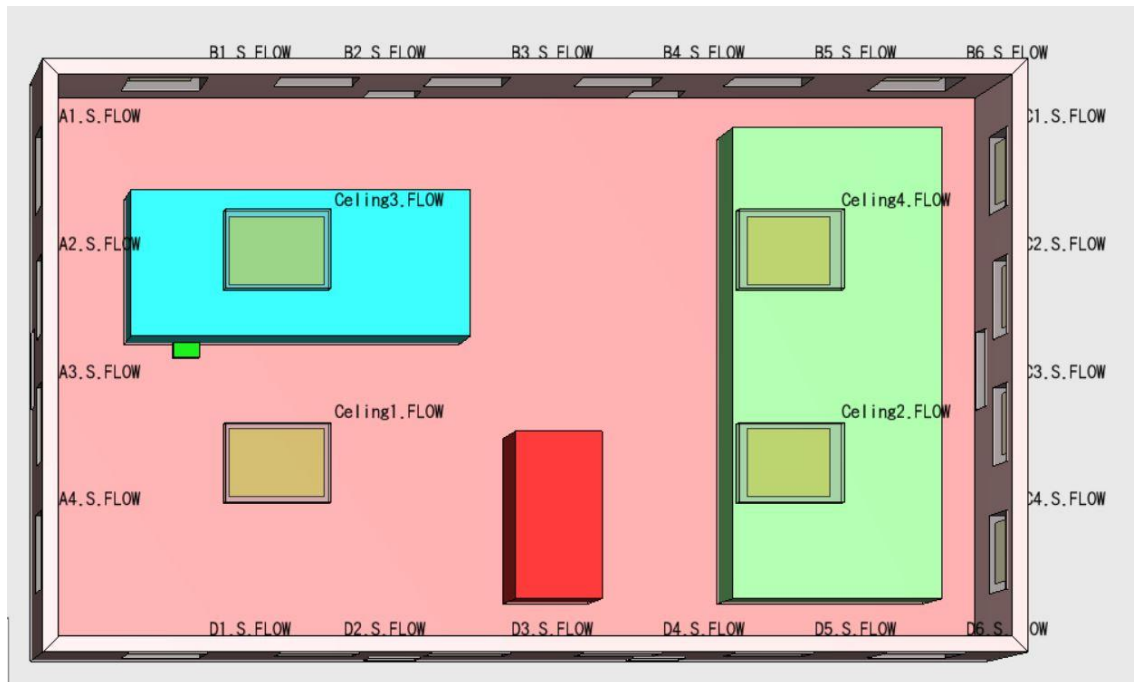 B1.S.FLOW B2.S.FLOW B3.S.FLOW B4.S.FLOW B5.S.FLOW B6.S.FLOW
A1.S.FLOW C1.S.FLOW
Celing3.FLOW Celing4.FLOW
A2.S.FLOW C2.S.FLOW
A3.S.FLOW C3.S.FLOW
Celing1.FLOW Celing2.FLOW
A4.S.FLOW C4.S.FLOW
D1.S.FLOW D2.S.FLOW D3.S.FLOW D4.S.FLOW D5.S.FLOW D6.S.FLOW